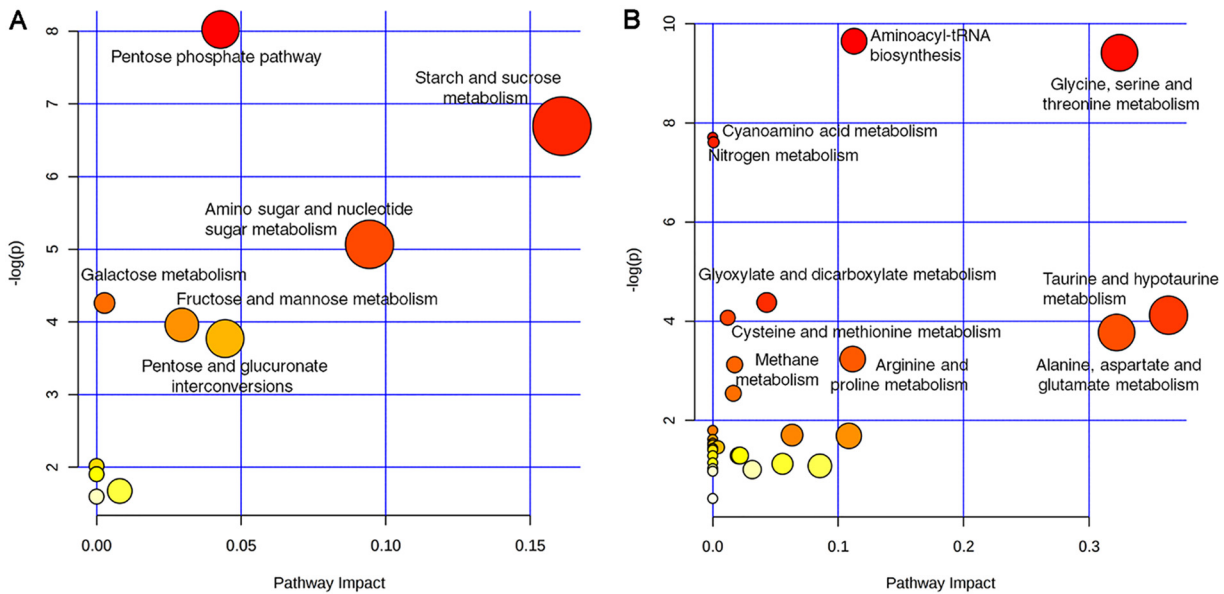 A
8
7
6
5
4
3
2
-log(p)
Pentose phosphate pathway
Starch and sucrose
metabolism
Amino sugar and nucleotide
sugar metabolism
Galactose metabolism
Fructose and mannose metabolism
Pentose and glucuronate
interconversions
0.00 0.05 0.10 0.15
Pathway Impact
B
10
8
6
4
2
-log(p)
Aminoacyl-tRNA
biosynthesis
Glycine, serine and
threonine metabolism
Cyanoamino acid metabolism
Nitrogen metabolism
Glyoxylate and dicarboxylate metabolism
Taurine and hypotaurine
metabolism
Cysteine and methionine metabolism
Methane
metabolism
Arginine and
proline metabolism
Alanine, aspartate and
glutamate metabolism
0.0 0.1 0.2 0.3
Pathway Impact